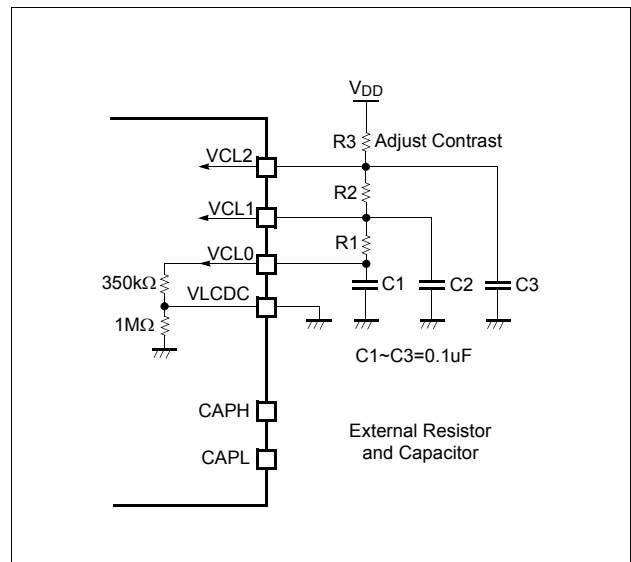 VDD
R3 Adjust Contrast
VCL2
R2
VCL1
R1
VCL0
350kΩ
C1 C2 C3
VLCDC
1MΩ
C1~C3=0.1uF
CAPH
External Resistor
and Capacitor
CAPL